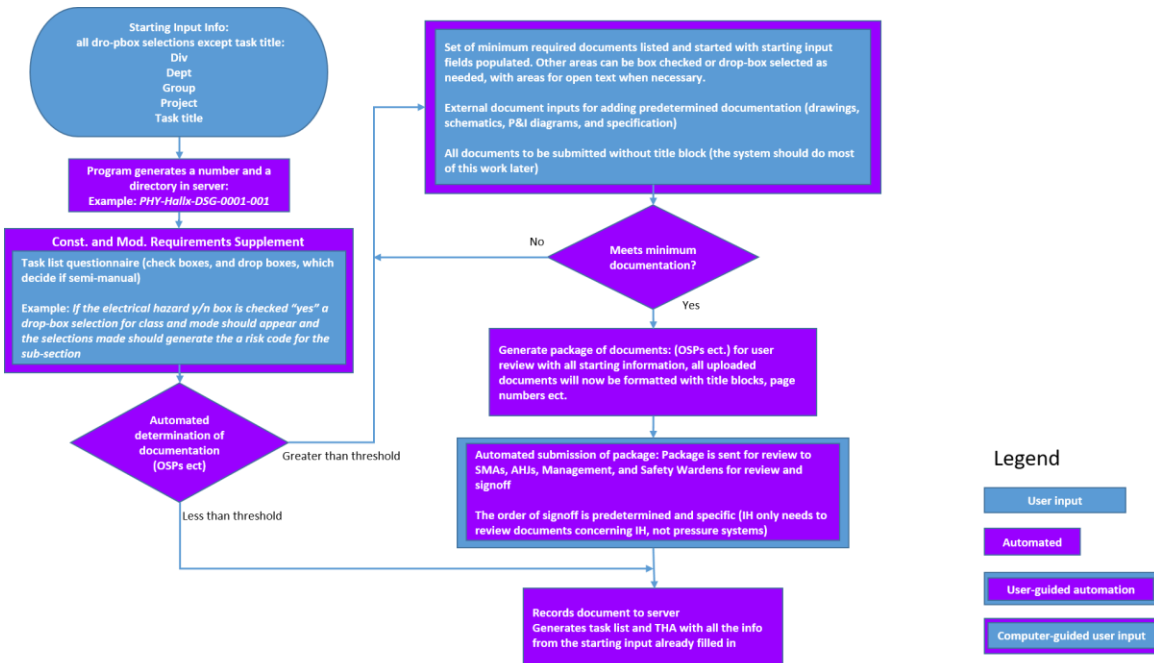 Starting Input Info:
all dro-pbox selections except task title:
Div
Dept
Group
Project
Task title
Program generates a number and a
directory in server:
Example: PHY-Hallx-DSG-0001-001
Const. and Mod. Requirements Supplement
Task list questionnaire (check boxes, and drop boxes, which
decide if semi-manual)
Example: If the electrical hazard y/n box is checked “yes” a
drop-box selection for class and mode should appear and
the selections made should generate the a risk code for the
sub-section
Automated
determination of
documentation
(OSPs ect)
Greater than threshold
Less than threshold
Set of minimum required documents listed and started with starting input
fields populated. Other areas can be box checked or drop-box selected as
needed, with areas for open text when necessary.
External document inputs for adding predetermined documentation (drawings,
schematics, P&I diagrams, and specification)
All documents to be submitted without title block (the system should do most
of this work later)
No
Meets minimum
documentation?
Yes
Generate package of documents: (OSPs ect.) for user
review with all starting information, all uploaded
documents will now be formatted with title blocks, page
numbers ect.
Automated submission of package: Package is sent for review to
SMAs, AHJs, Management, and Safety Wardens for review and
signoff
The order of signoff is predetermined and specific (IH only needs to
review documents concerning IH, not pressure systems)
Records document to server
Generates task list and THA with all the info
from the starting input already filled in
Legend
User input
Automated
User-guided automation
Computer-guided user input